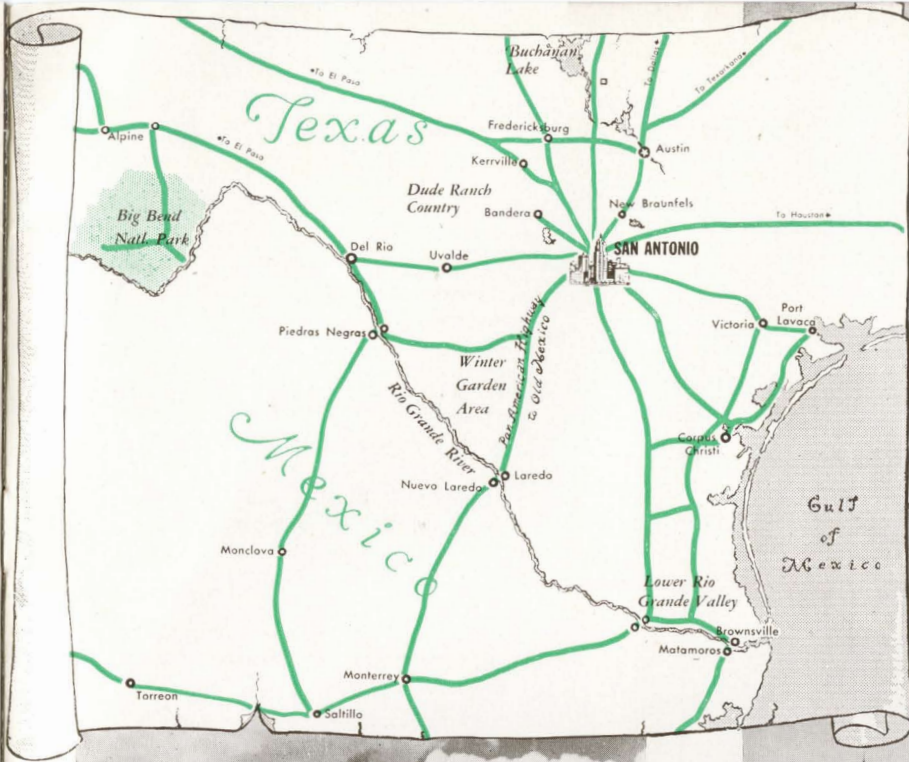 Buchanan
Lake
To El Paso
To Dallas
To Texarkana
Texas
Alpine
To El Paso
Fredericksburg
Kerrville
Austin
Dude Ranch
Country
Bandera
New Braunfels
To Houston
Big Bend
Natl. Park
Del Rio
Uvalde
SAN ANTONIO
Piedras Negras
Victoria
Port
Lavaca
Winter
Garden
Area
Pan American Highway
to Old Mexico
Rio Grande River
Mexico
Corpus
Christi
Nuevo Laredo
Laredo
Gulf
of
Mexico
Monclova
Lower Rio
Grande Valley
Brownsville
Matamoros
Monterrey
Torreon
Saltillo